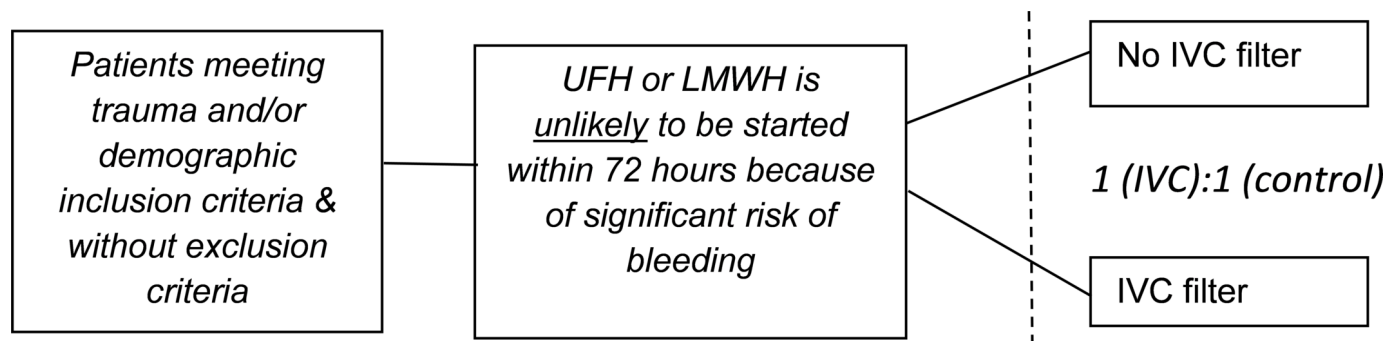 Patients meeting
trauma and/or
demographic
inclusion criteria &
without exclusion
criteria
UFH or LMWH is
unlikely to be started
within 72 hours because
of significant risk of
bleeding
No IVC filter
1 (IVC):1 (control)
IVC filter